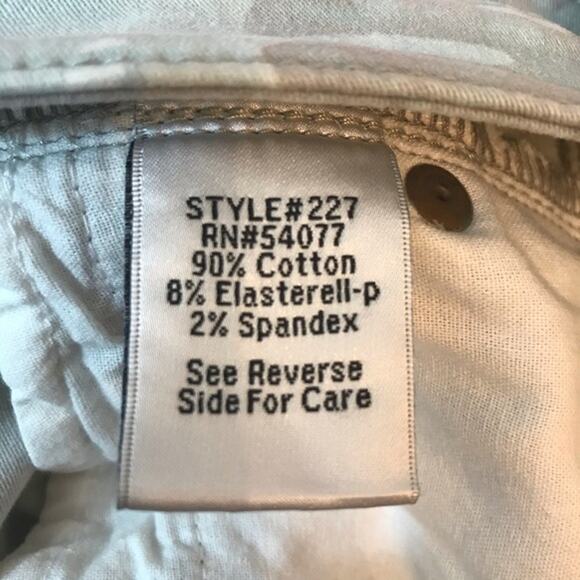 STYLE#227
RN#54077
90% Cotton
8% Elasterell-p
2% Spandex
See Reverse
Side For Care